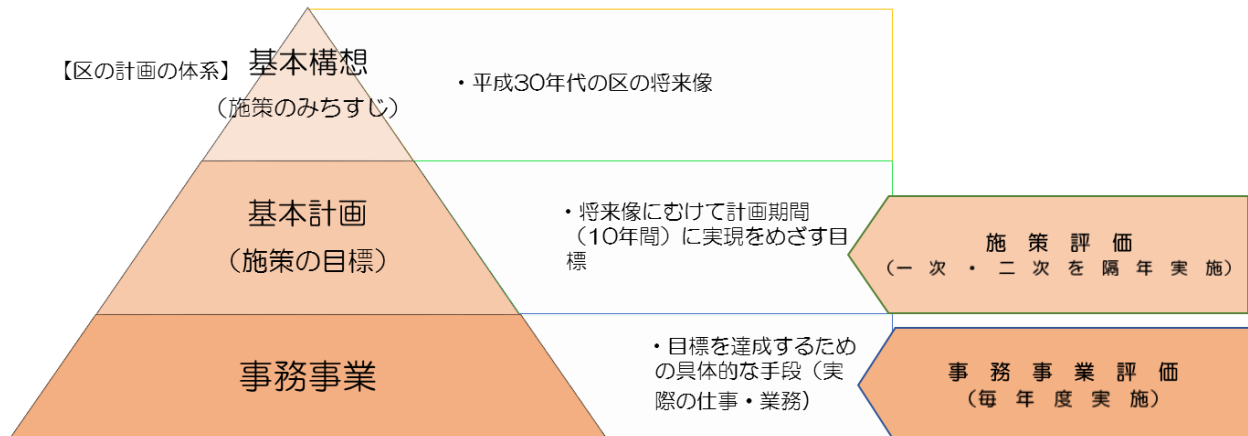 【区の計画の体系】
基本構想
（施策のみちすじ）
・平成30年代の区の将来像
基本計画
（施策の目標）
・将来像にむけて計画期間
（10年間）に実現をめざす目
標
施策評価
（一次・二次を隔年実施）
事務事業
・目標を達成するため
の具体的な手段（実
際の仕事・業務）
事務事業評価
（毎年度実施）